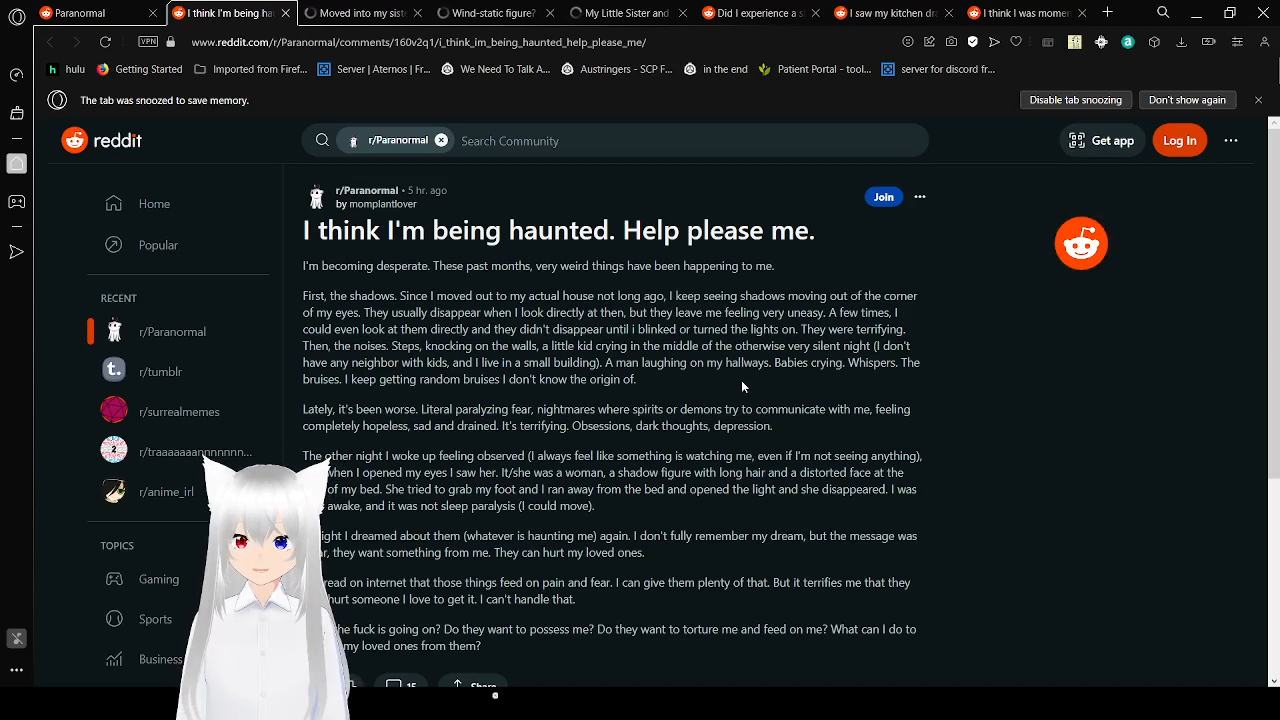 Paranormal
I think I'm being hau
Moved into my siste
Wind-static figure?
My Little Sister and
Did I experience a s
I saw my kitchen dra
I think I was momen
VPN
www.reddit.com/r/Paranormal/comments/160v2q1/i_think_im_being_haunted_help_please_me/
hulu
Getting Started
Imported from Firef...
Server | Aternos | Fr...
We Need To Talk A...
Austringers - SCP F...
in the end
Patient Portal - tool...
server for discord fr...
The tab was snoozed to save memory.
Disable tab snoozing
Don't show again
reddit
r/Paranormal
Search Community
Get app
Log In
Home
Popular
RECENT
r/Paranormal
r/tumblr
r/surrealmemes
r/traaaaaaannnnnnn...
r/anime_irl
TOPICS
Gaming
Sports
Business
r/Paranormal • 5 hr. ago
by momplantlover
Join
I think I'm being haunted. Help please me.
I'm becoming desperate. These past months, very weird things have been happening to me.
First, the shadows. Since I moved out to my actual house not long ago, I keep seeing shadows moving out of the corner
of my eyes. They usually disappear when I look directly at then, but they leave me feeling very uneasy. A few times, I
could even look at them directly and they didn't disappear until i blinked or turned the lights on. They were terrifying.
Then, the noises. Steps, knocking on the walls, a little kid crying in the middle of the otherwise very silent night (I don't
have any neighbor with kids, and I live in a small building). A man laughing on my hallways. Babies crying. Whispers. The
bruises. I keep getting random bruises I don't know the origin of.
Lately, it's been worse. Literal paralyzing fear, nightmares where spirits or demons try to communicate with me, feeling
completely hopeless, sad and drained. It's terrifying. Obsessions, dark thoughts, depression.
The other night I woke up feeling observed (I always feel like something is watching me, even if I'm not seeing anything),
when I opened my eyes I saw her. It/she was a woman, a shadow figure with long hair and a distorted face at the
of my bed. She tried to grab my foot and I ran away from the bed and opened the light and she disappeared. I was
awake, and it was not sleep paralysis (I could move).
ight I dreamed about them (whatever is haunting me) again. I don't fully remember my dream, but the message was
they want something from me. They can hurt my loved ones.
read on internet that those things feed on pain and fear. I can give them plenty of that. But it terrifies me that they
hurt someone I love to get it. I can't handle that.
he fuck is going on? Do they want to possess me? Do they want to torture me and feed on me? What can I do to
my loved ones from them?
15
Share